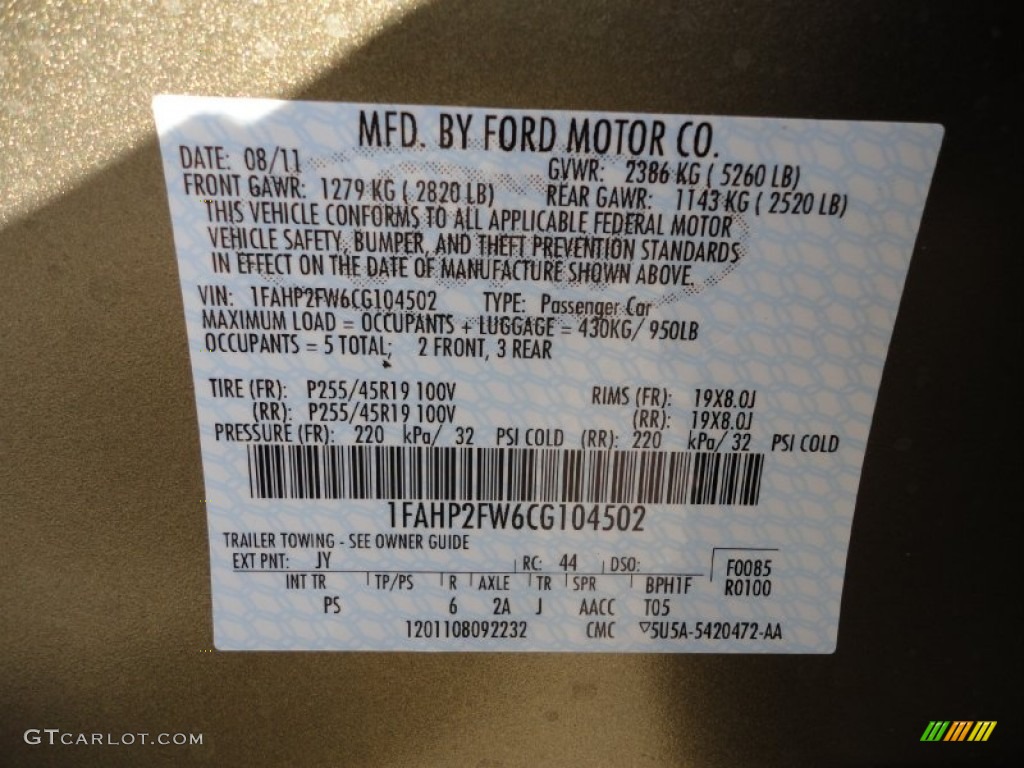 MFD. BY FORD MOTOR CO.
DATE: 08/11 GVWR: 2386 KG ( 5260 LB)
FRONT GAWR: 1279 KG ( 2820 LB) REAR GAWR: 1143 KG ( 2520 LB)
THIS VEHICLE CONFORMS TO ALL APPLICABLE FEDERAL MOTOR
VEHICLE SAFETY, BUMPER, AND THEFT PREVENTION STANDARDS
IN EFFECT ON THE DATE OF MANUFACTURE SHOWN ABOVE.
VIN: 1FAHP2FW6CG104502 TYPE: Passenger Car
MAXIMUM LOAD = OCCUPANTS + LUGGAGE = 430KG/ 950LB
OCCUPANTS = 5 TOTAL; 2 FRONT, 3 REAR
TIRE (FR): P255/45R19 100V RIMS (FR): 19X8.0J
(RR): P255/45R19 100V (RR): 19X8.0J
PRESSURE (FR): 220 kPa/ 32 PSI COLD (RR): 220 kPa/ 32 PSI COLD
1FAHP2FW6CG104502
TRAILER TOWING - SEE OWNER GUIDE
EXT PNT: JY RC: 44 DSO: F0085
INT TR TP/PS R AXLE TR SPR BPH1F R0100
PS 6 2A J AACC T05
1201108092232 CMC ▽5U5A-5420472-AA
GTCARLOT.COM